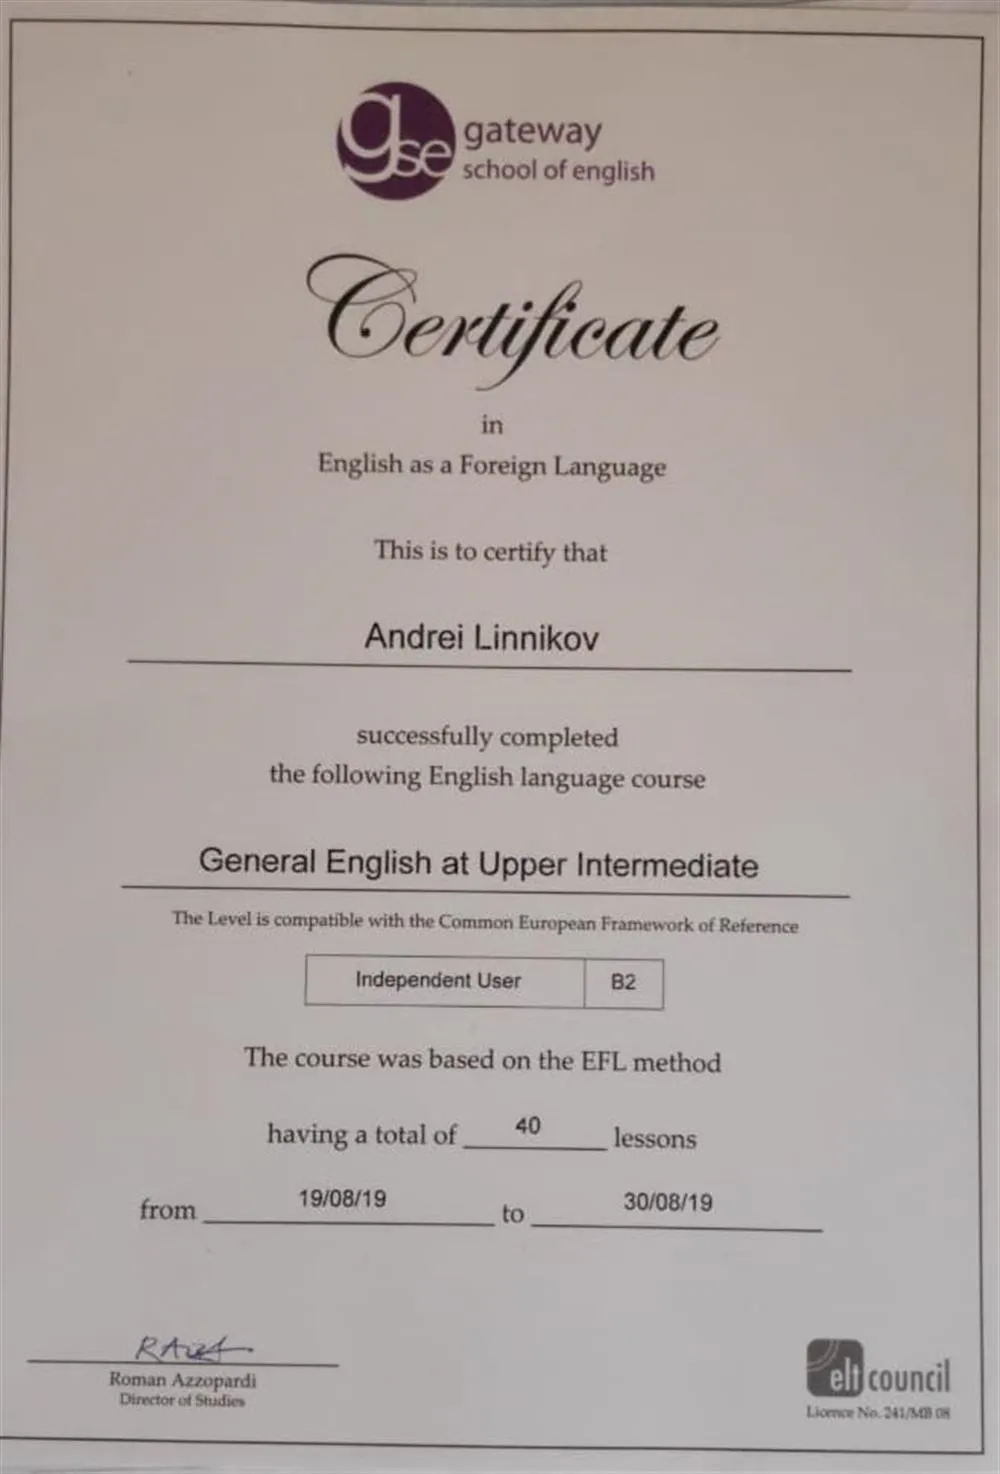 gse gateway
school of english
Certificate
in
English as a Foreign Language
This is to certify that
Andrei Linnikov
successfully completed
the following English language course
General English at Upper Intermediate
The Level is compatible with the Common European Framework of Reference
Independent User B2
The course was based on the EFL method
having a total of 40 lessons
from 19/08/19 to 30/08/19
Roman Azzopardi
Director of Studies
elt council
Licence No. 241/MB 08